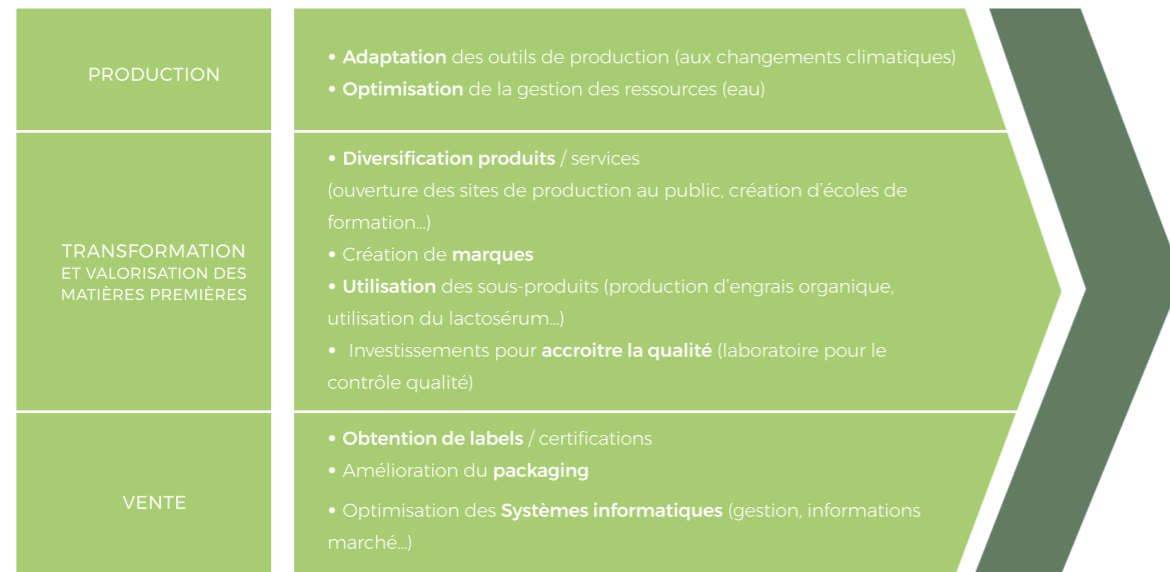 PRODUCTION
• Adaptation des outils de production (aux changements climatiques)
• Optimisation de la gestion des ressources (eau)
TRANSFORMATION
ET VALORISATION DES
MATIÈRES PREMIÈRES
• Diversification produits / services
(ouverture des sites de production au public, création d'écoles de
formation...)
• Création de marques
• Utilisation des sous-produits (production d'engrais organique,
utilisation du lactosérum...)
• Investissements pour accroitre la qualité (laboratoire pour le
contrôle qualité)
VENTE
• Obtention de labels / certifications
• Amélioration du packaging
• Optimisation des Systèmes informatiques (gestion, informations
marché...)